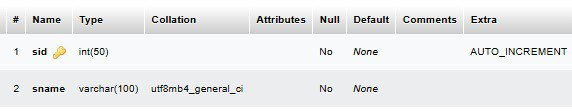 # Name Type Collation Attributes Null Default Comments Extra
1 sid int(50) No None AUTO_INCREMENT
2 sname varchar(100) utf8mb4_general_ci No None